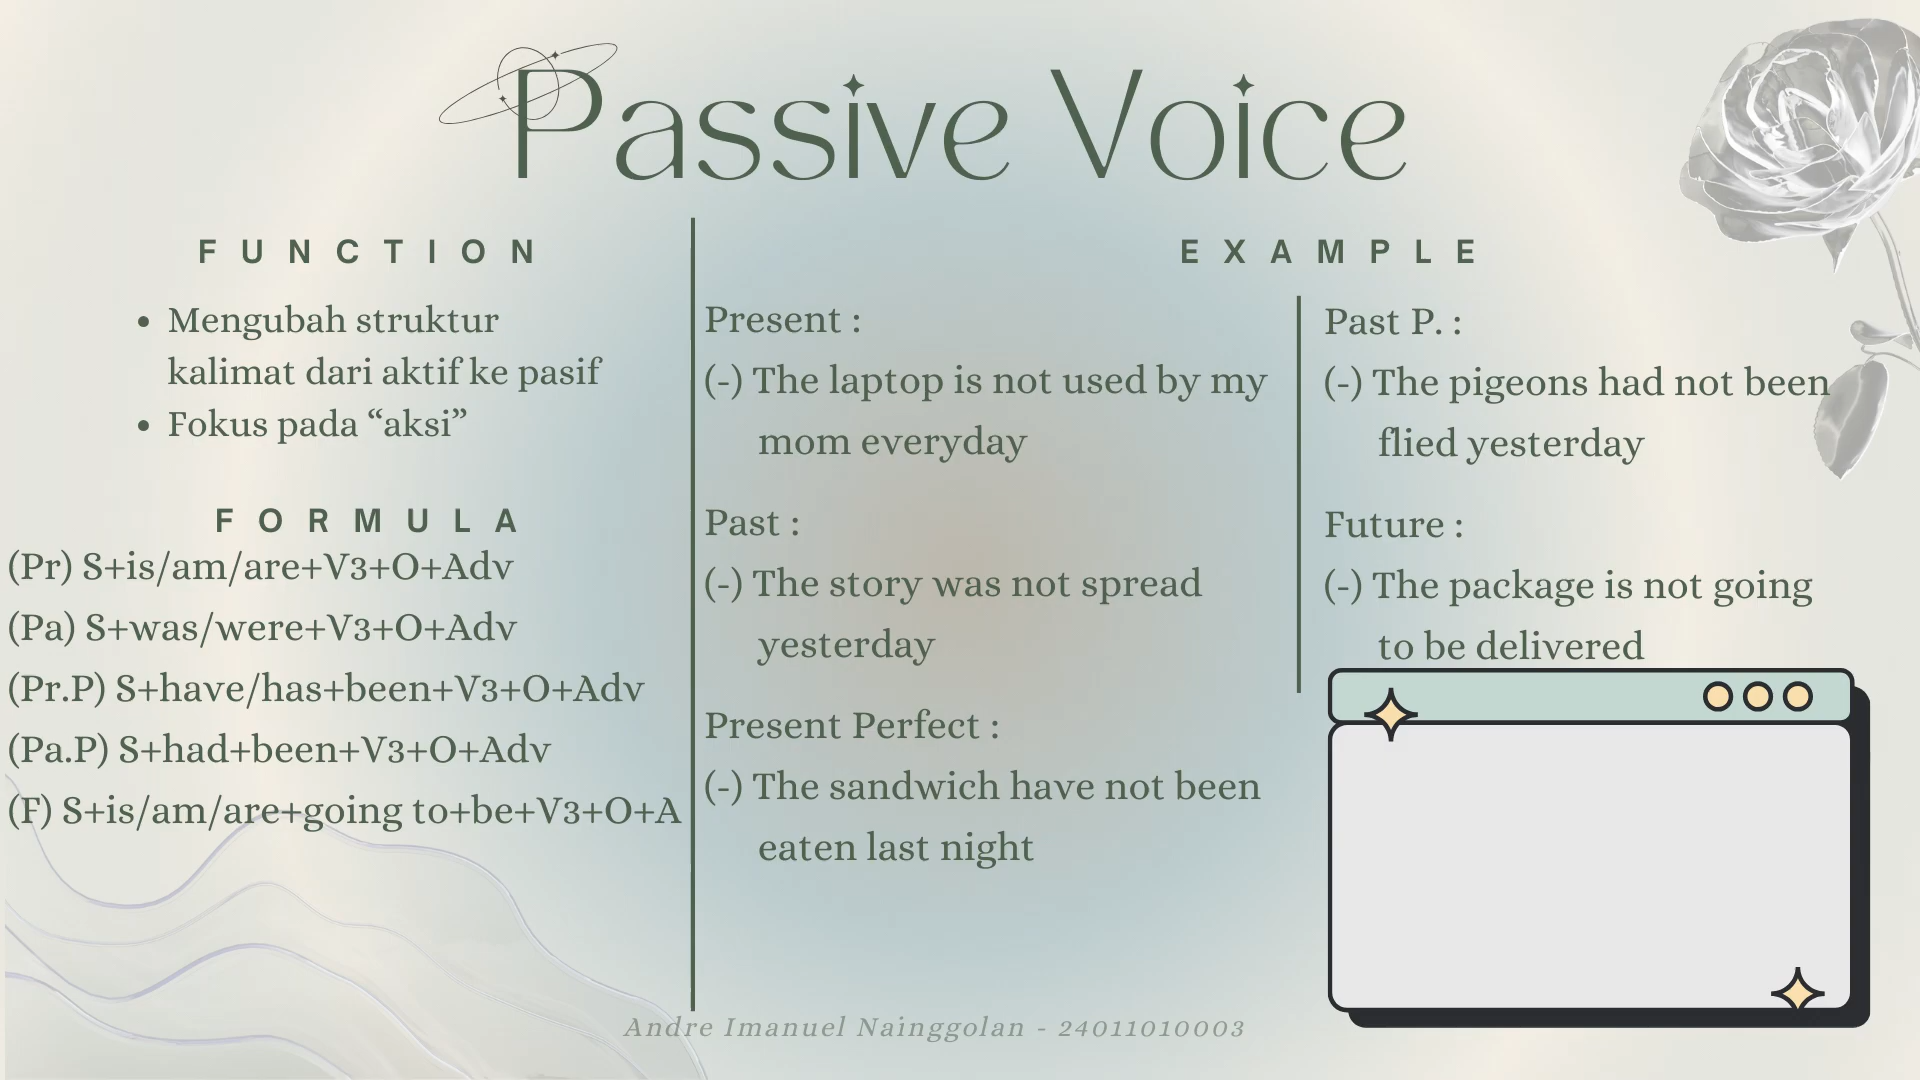 Passive Voice
FUNCTION
• Mengubah struktur
kalimat dari aktif ke pasif
• Fokus pada “aksi”
FORMULA
(Pr) S+is/am/are+V3+O+Adv
(Pa) S+was/were+V3+O+Adv
(Pr.P) S+have/has+been+V3+O+Adv
(Pa.P) S+had+been+V3+O+Adv
(F) S+is/am/are+going to+be+V3+O+A
EXAMPLE
Present :
(-) The laptop is not used by my
mom everyday
Past :
(-) The story was not spread
yesterday
Present Perfect :
(-) The sandwich have not been
eaten last night
Past P. :
(-) The pigeons had not been
flied yesterday
Future :
(-) The package is not going
to be delivered
Andre Imanuel Nainggolan - 24011010003